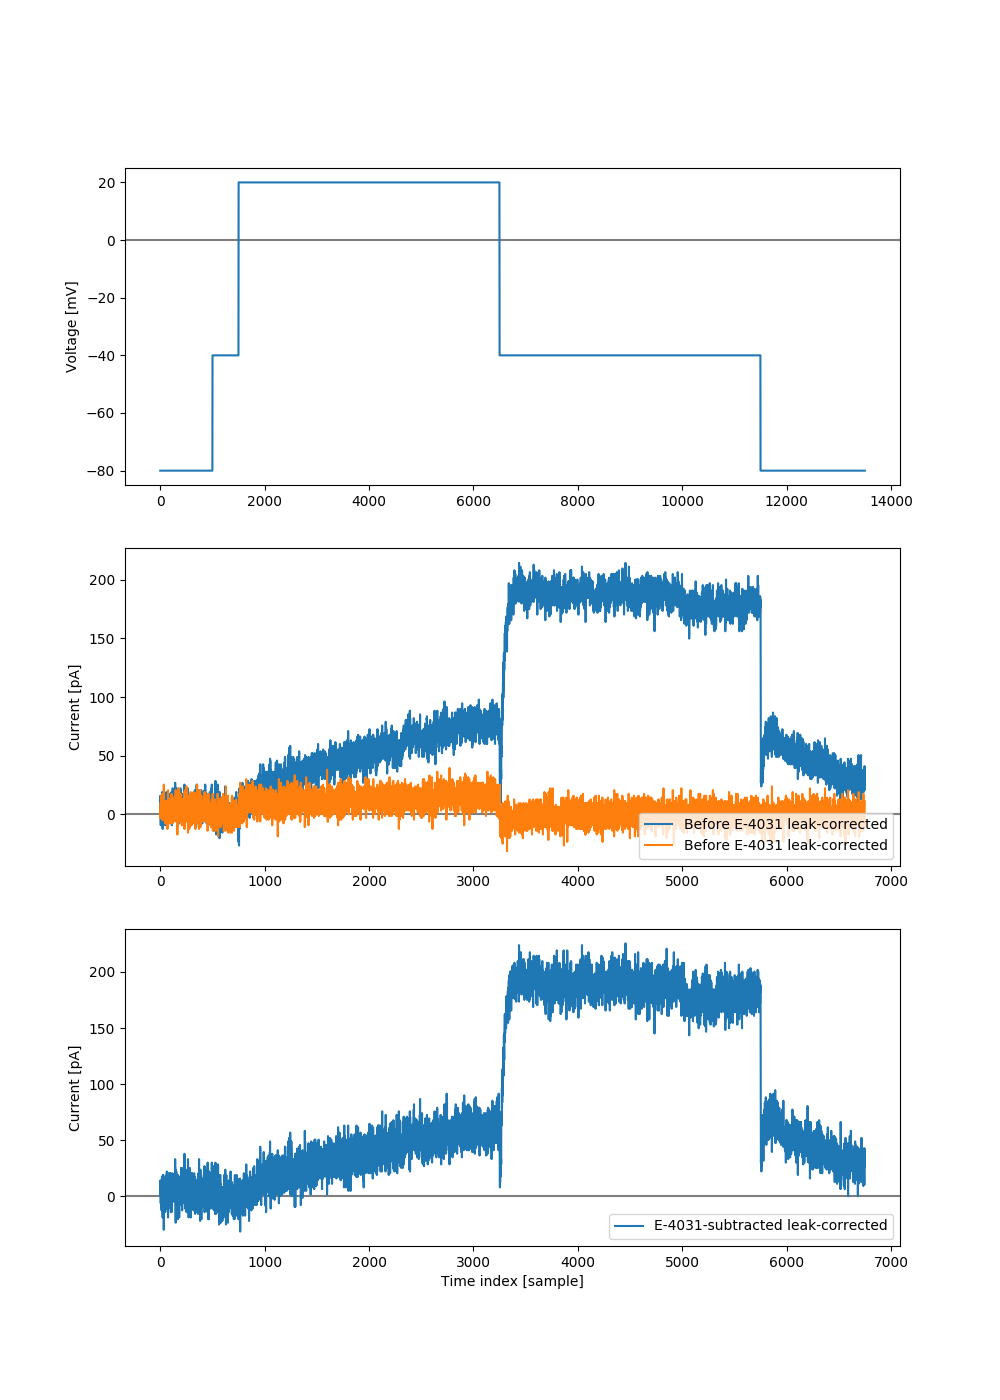 20
0
−20
−40
−60
−80
Voltage [mV]
0 2000 4000 6000 8000 10000 12000 14000
200
150
100
50
0
Current [pA]
Before E-4031 leak-corrected
Before E-4031 leak-corrected
0 1000 2000 3000 4000 5000 6000 7000
200
150
100
50
0
Current [pA]
E-4031-subtracted leak-corrected
0 1000 2000 3000 4000 5000 6000 7000
Time index [sample]